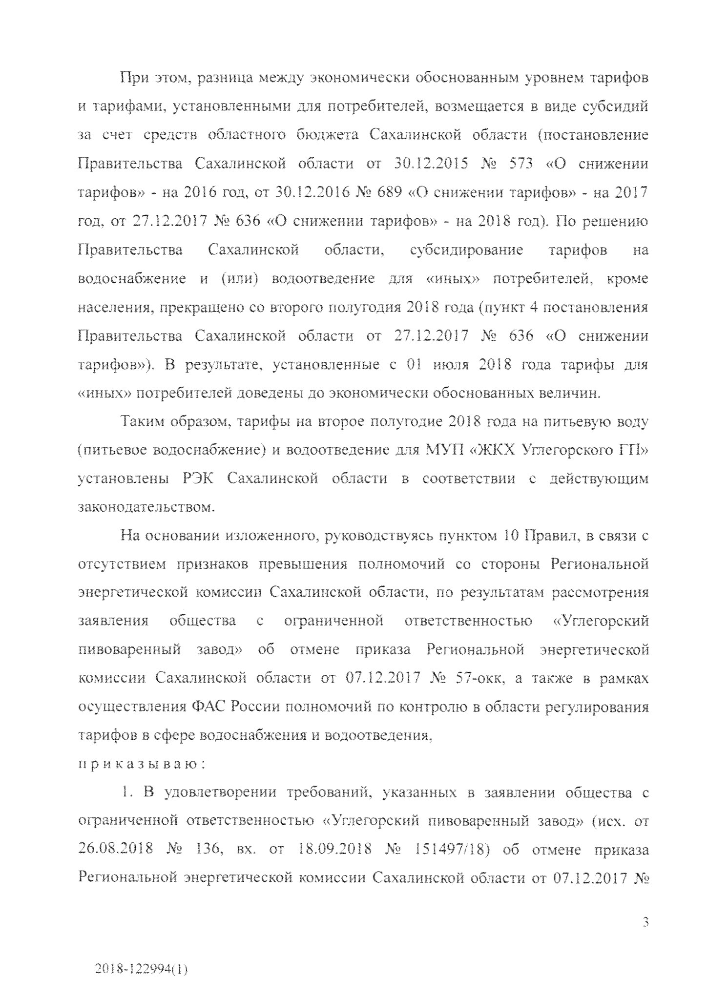 При этом, разница между экономически обоснованным уровнем тарифов
и тарифами, установленными для потребителей, возмещается в виде субсидий
за счет средств областного бюджета Сахалинской области (постановление
Правительства Сахалинской области от 30.12.2015 № 573 «О снижении
тарифов» - на 2016 год, от 30.12.2016 № 689 «О снижении тарифов» - на 2017
год, от 27.12.2017 № 636 «О снижении тарифов» - на 2018 год). По решению
Правительства Сахалинской области, субсидирование тарифов на
водоснабжение и (или) водоотведение для «иных» потребителей, кроме
населения, прекращено со второго полугодия 2018 года (пункт 4 постановления
Правительства Сахалинской области от 27.12.2017 № 636 «О снижении
тарифов»). В результате, установленные с 01 июля 2018 года тарифы для
«иных» потребителей доведены до экономически обоснованных величин.
Таким образом, тарифы на второе полугодие 2018 года на питьевую воду
(питьевое водоснабжение) и водоотведение для МУП «ЖКХ Углегорского ГП»
установлены РЭК Сахалинской области в соответствии с действующим
законодательством.
На основании изложенного, руководствуясь пунктом 10 Правил, в связи с
отсутствием признаков превышения полномочий со стороны Региональной
энергетической комиссии Сахалинской области, по результатам рассмотрения
заявления общества с ограниченной ответственностью «Углегорский
пивоваренный завод» об отмене приказа Региональной энергетической
комиссии Сахалинской области от 07.12.2017 № 57-окк, а также в рамках
осуществления ФАС России полномочий по контролю в области регулирования
тарифов в сфере водоснабжения и водоотведения,
п р и к а з ы в а ю :
1. В удовлетворении требований, указанных в заявлении общества с
ограниченной ответственностью «Углегорский пивоваренный завод» (исх. от
26.08.2018 № 136, вх. от 18.09.2018 № 151497/18) об отмене приказа
Региональной энергетической комиссии Сахалинской области от 07.12.2017 №
3
2018-122994(1)